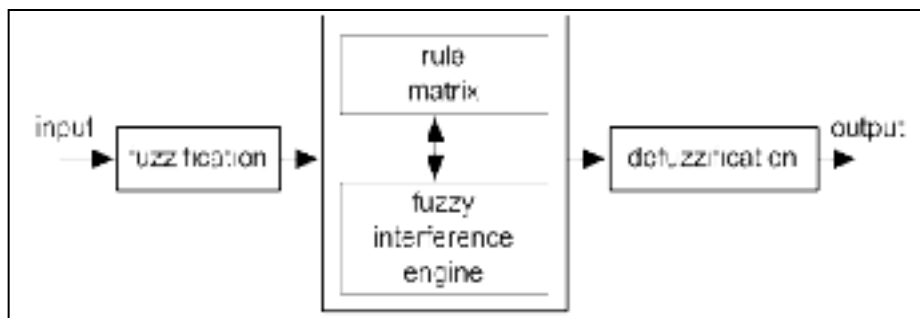 input
fuzzification
rule
matrix
fuzzy
interference
engine
defuzzification
output